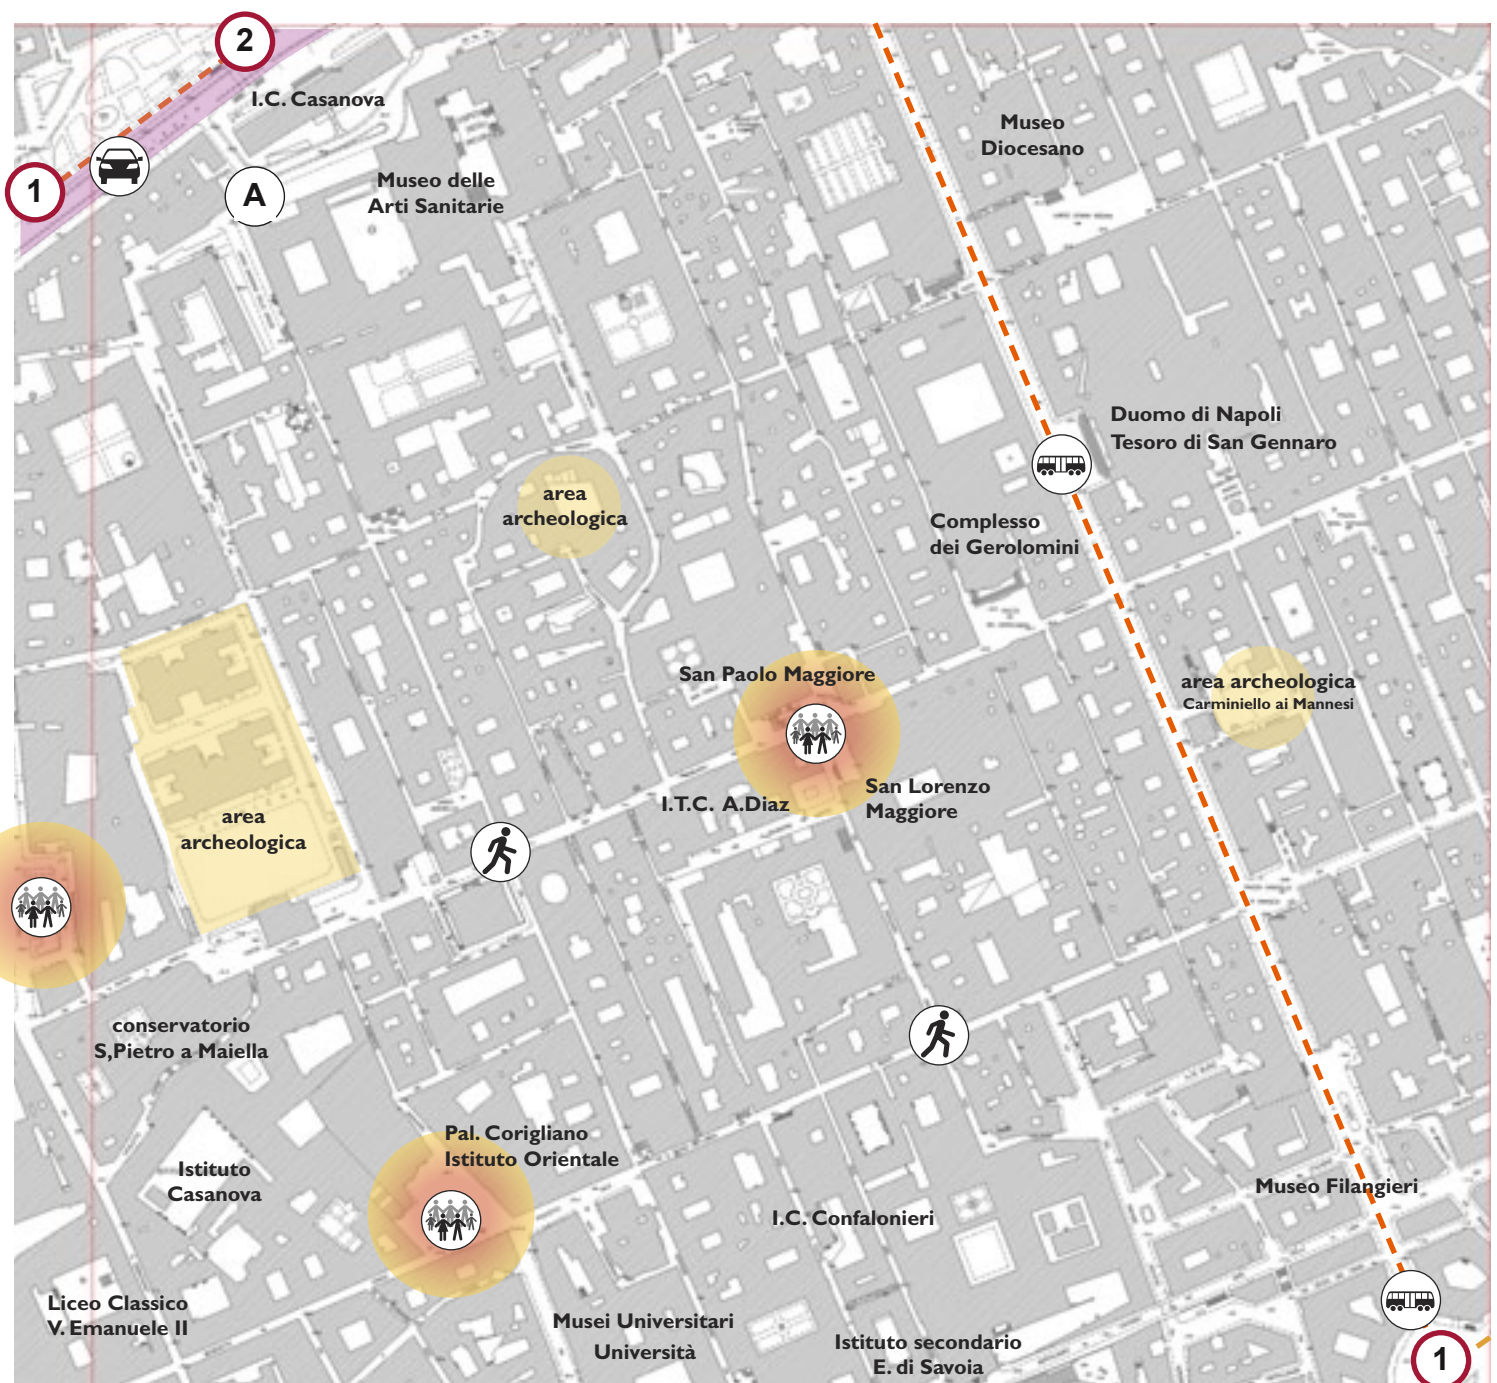 2
I.C. Casanova
1
A
Museo delle
Arti Sanitarie
Museo
Diocesano
Duomo di Napoli
Tesoro di San Gennaro
area
archeologica
Complesso
dei Gerolomini
San Paolo Maggiore
area archeologica
Carminiello ai Mannesi
I.T.C. A.Diaz
San Lorenzo
Maggiore
area
archeologica
conservatorio
S,Pietro a Maiella
Pal. Corigliano
Istituto Orientale
Istituto
Casanova
Museo Filangieri
I.C. Confalonieri
Liceo Classico
V. Emanuele II
Musei Universitari
Università
Istituto secondario
E. di Savoia
1